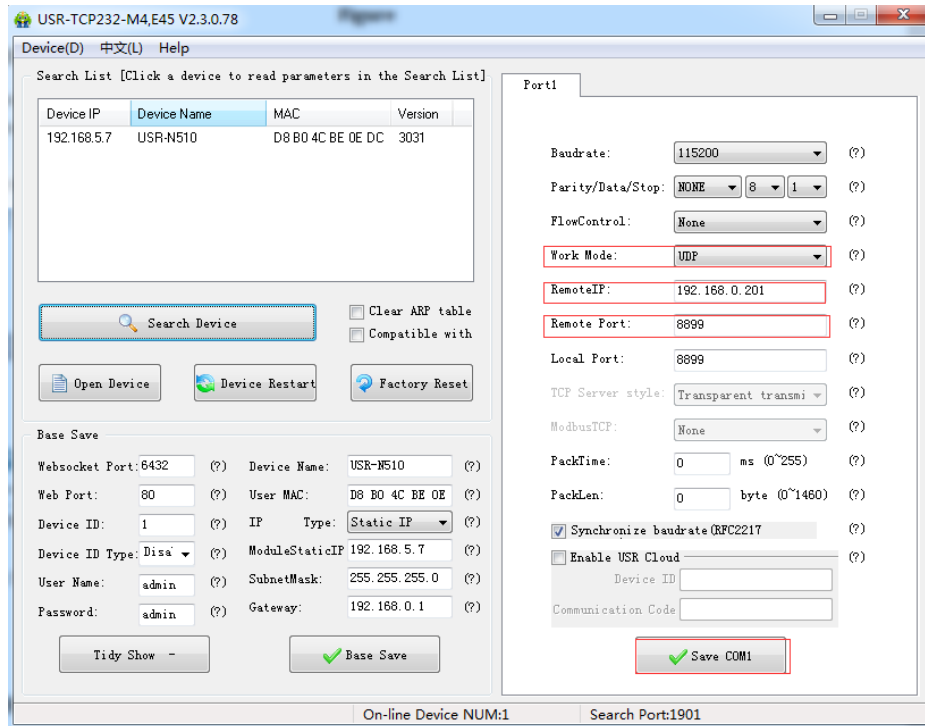 Figure
USR-TCP232-M4,E45 V2.3.0.78
Device(D) 中文(L) Help
Search List [Click a device to read parameters in the Search List]
Device IP Device Name MAC Version
192.168.5.7 USR-N510 D8 B0 4C BE 0E DC 3031
Search Device
Clear ARP table
Compatible with
Open Device Device Restart Factory Reset
Base Save
Websocket Port: 6432 (?) Device Name: USR-N510 (?)
Web Port: 80 (?) User MAC: D8 B0 4C BE 0E (?)
Device ID: 1 (?) IP Type: Static IP (?)
Device ID Type: Disa (?) ModuleStaticIP 192.168.5.7 (?)
User Name: admin (?) SubnetMask: 255.255.255.0 (?)
Password: admin (?) Gateway: 192.168.0.1 (?)
Tidy Show - Base Save
Port1
Baudrate: 115200 (?)
Parity/Data/Stop: NONE 8 1 (?)
FlowControl: None (?)
Work Mode: UDP (?)
RemoteIP: 192.168.0.201 (?)
Remote Port: 8899 (?)
Local Port: 8899 (?)
TCP Server style: Transparent transmi (?)
ModbusTCP: None (?)
PackTime: 0 ms (0~255) (?)
PackLen: 0 byte (0~1460) (?)
Synchronize baudrate(RFC2217 (?)
Enable USR Cloud (?)
Device ID
Communication Code
Save COM1
On-line Device NUM:1 Search Port:1901